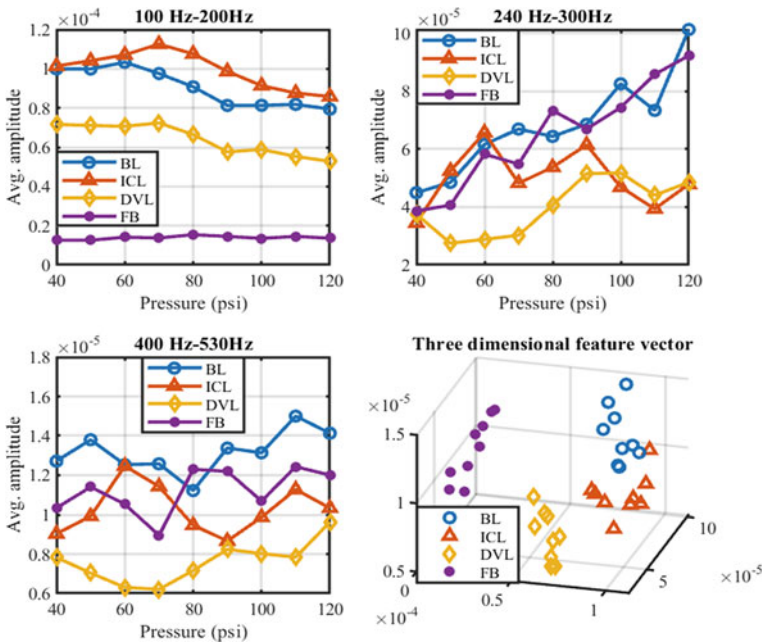 100 Hz-200Hz
×10⁻⁴
1.2
1
0.8
0.6
0.4
0.2
0
Avg. amplitude
BL
ICL
DVL
FB
40 60 80 100 120
Pressure (psi)
240 Hz-300Hz
×10⁻⁵
10
8
6
4
2
Avg. amplitude
BL
ICL
DVL
FB
40 60 80 100 120
Pressure (psi)
400 Hz-530Hz
×10⁻⁵
1.8
1.6
1.4
1.2
1
0.8
0.6
Avg. amplitude
BL
ICL
DVL
FB
40 60 80 100 120
Pressure (psi)
Three dimensional feature vector
×10⁻⁵
1.5
1
0.5
BL
ICL
DVL
FB
0 0.5 1
×10⁻⁴
5
10
×10⁻⁵